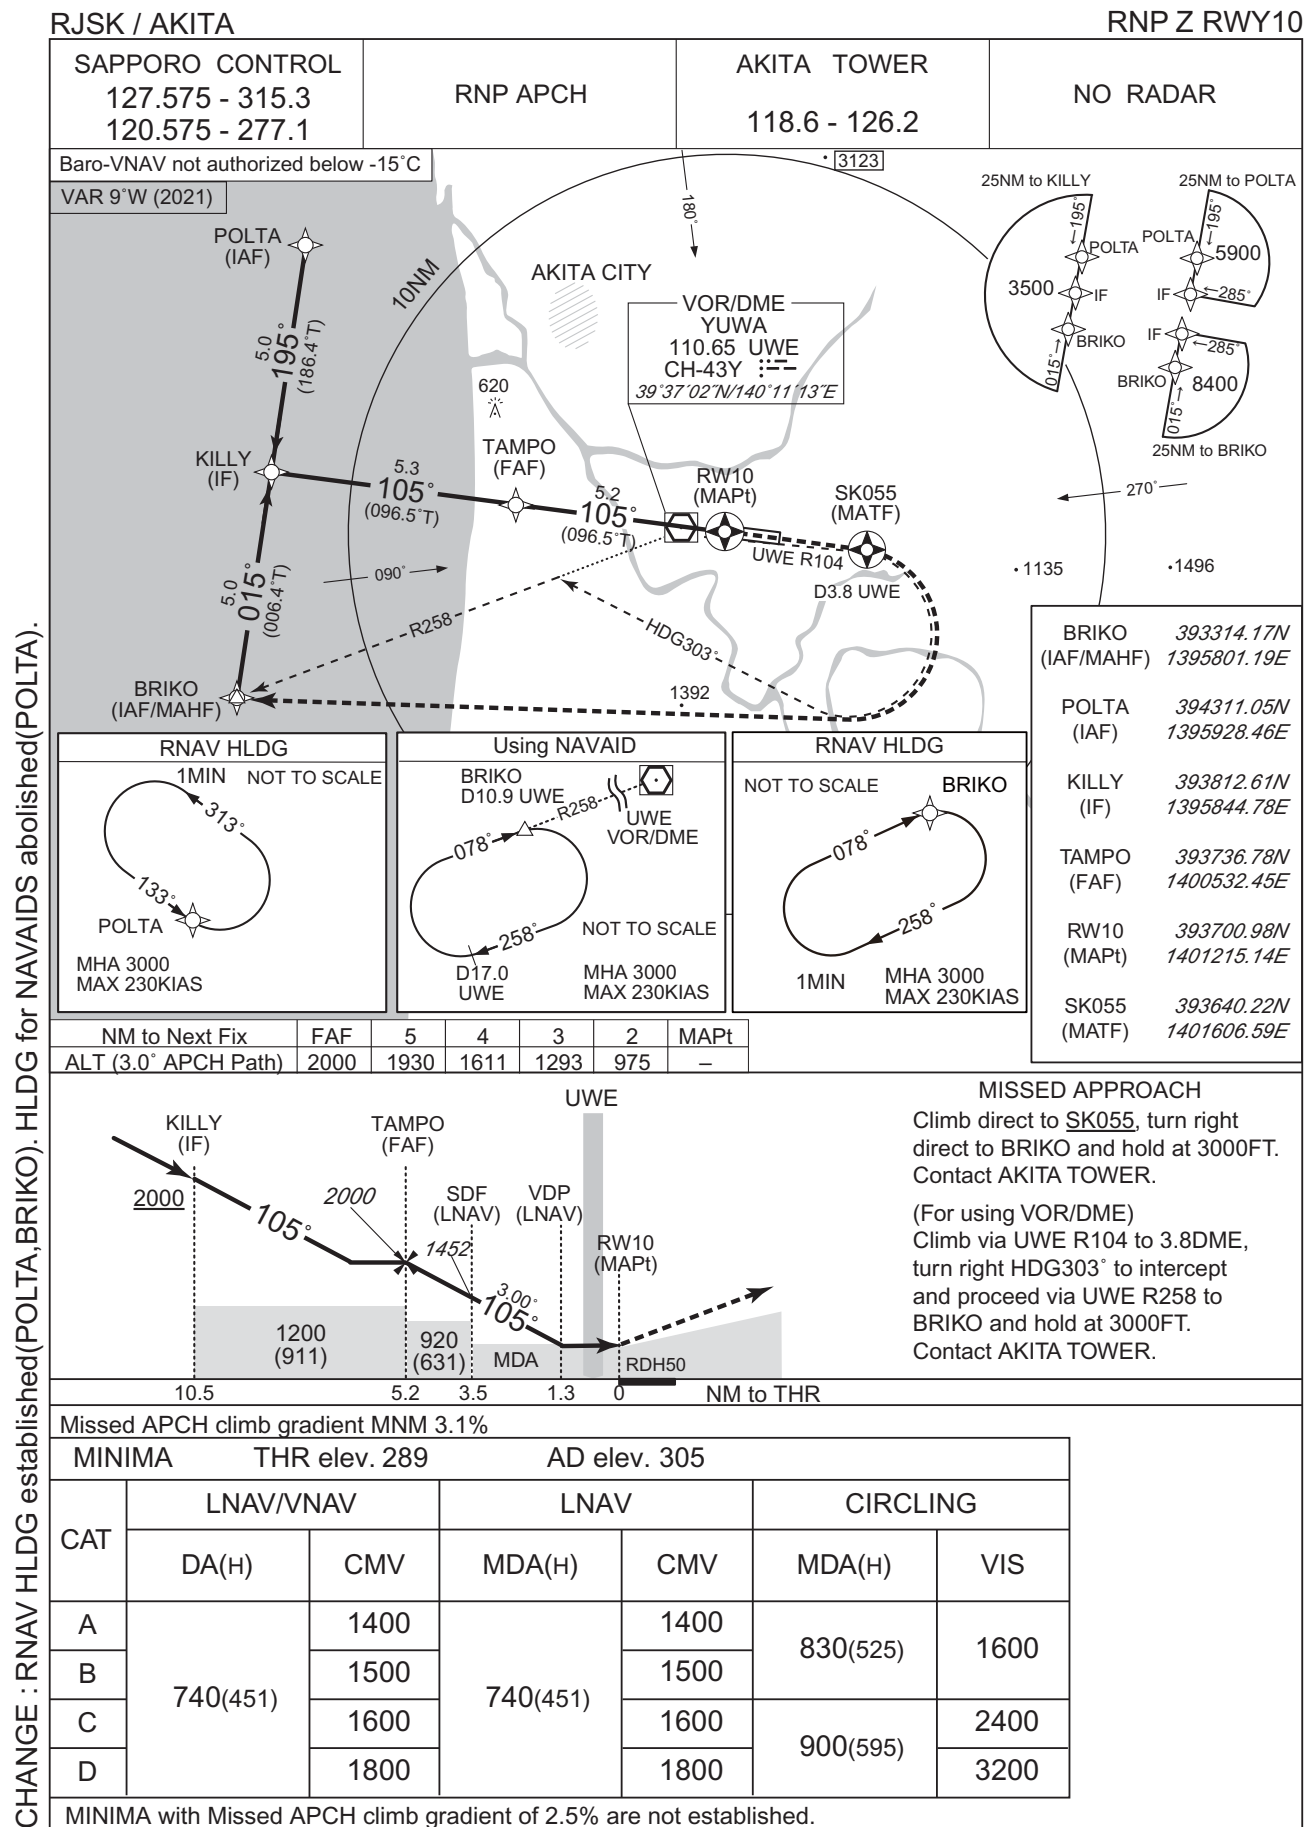 RJSK / AKITA
RNP Z RWY10
SAPPORO CONTROL
127.575 - 315.3
120.575 - 277.1
RNP APCH
AKITA TOWER
118.6 - 126.2
NO RADAR
Baro-VNAV not authorized below -15˚C
VAR 9˚W (2021)
POLTA
(IAF)
5.0
195˚
(186.4˚T)
10NM
AKITA CITY
180˚
3123
VOR/DME
YUWA
110.65 UWE
CH-43Y
39˚37´02˝N/140˚11´13˝E
620
25NM to KILLY
195˚
POLTA
3500
IF
BRIKO
015˚
25NM to POLTA
195˚
POLTA
5900
IF
285˚
IF
285˚
BRIKO
8400
015˚
25NM to BRIKO
KILLY
(IF)
5.3
105˚
(096.5˚T)
TAMPO
(FAF)
5.2
105˚
(096.5˚T)
RW10
(MAPt)
SK055
(MATF)
UWE R104
D3.8 UWE
270˚
1135
1496
090˚
5.0
015˚
(006.4˚T)
R258
HDG303˚
1392
BRIKO
(IAF/MAHF)
BRIKO
(IAF/MAHF)
393314.17N
1395801.19E
POLTA
(IAF)
394311.05N
1395928.46E
KILLY
(IF)
393812.61N
1395844.78E
TAMPO
(FAF)
393736.78N
1400532.45E
RW10
(MAPt)
393700.98N
1401215.14E
SK055
(MATF)
393640.22N
1401606.59E
RNAV HLDG
1MIN NOT TO SCALE
313˚
133˚
POLTA
MHA 3000
MAX 230KIAS
Using NAVAID
BRIKO
D10.9 UWE
R258
UWE
VOR/DME
078˚
258˚
NOT TO SCALE
D17.0
UWE
MHA 3000
MAX 230KIAS
RNAV HLDG
NOT TO SCALE
BRIKO
078˚
258˚
1MIN
MHA 3000
MAX 230KIAS
NM to Next Fix FAF 5 4 3 2 MAPt
ALT (3.0˚ APCH Path) 2000 1930 1611 1293 975 –
UWE
KILLY
(IF)
TAMPO
(FAF)
2000
105˚
2000
SDF
(LNAV)
VDP
(LNAV)
1452
RW10
(MAPt)
3.00˚
105˚
1200
(911)
920
(631)
MDA
RDH50
10.5 5.2 3.5 1.3 0 NM to THR
MISSED APPROACH
Climb direct to SK055, turn right
direct to BRIKO and hold at 3000FT.
Contact AKITA TOWER.
(For using VOR/DME)
Climb via UWE R104 to 3.8DME,
turn right HDG303˚ to intercept
and proceed via UWE R258 to
BRIKO and hold at 3000FT.
Contact AKITA TOWER.
Missed APCH climb gradient MNM 3.1%
MINIMA THR elev. 289 AD elev. 305
CAT LNAV/VNAV LNAV CIRCLING
DA(H) CMV MDA(H) CMV MDA(H) VIS
A 740(451) 1400 740(451) 1400 830(525) 1600
B 1500 1500
C 1600 1600 900(595) 2400
D 1800 1800 3200
MINIMA with Missed APCH climb gradient of 2.5% are not established.
CHANGE : RNAV HLDG established(POLTA,BRIKO). HLDG for NAVAIDS abolished(POLTA).